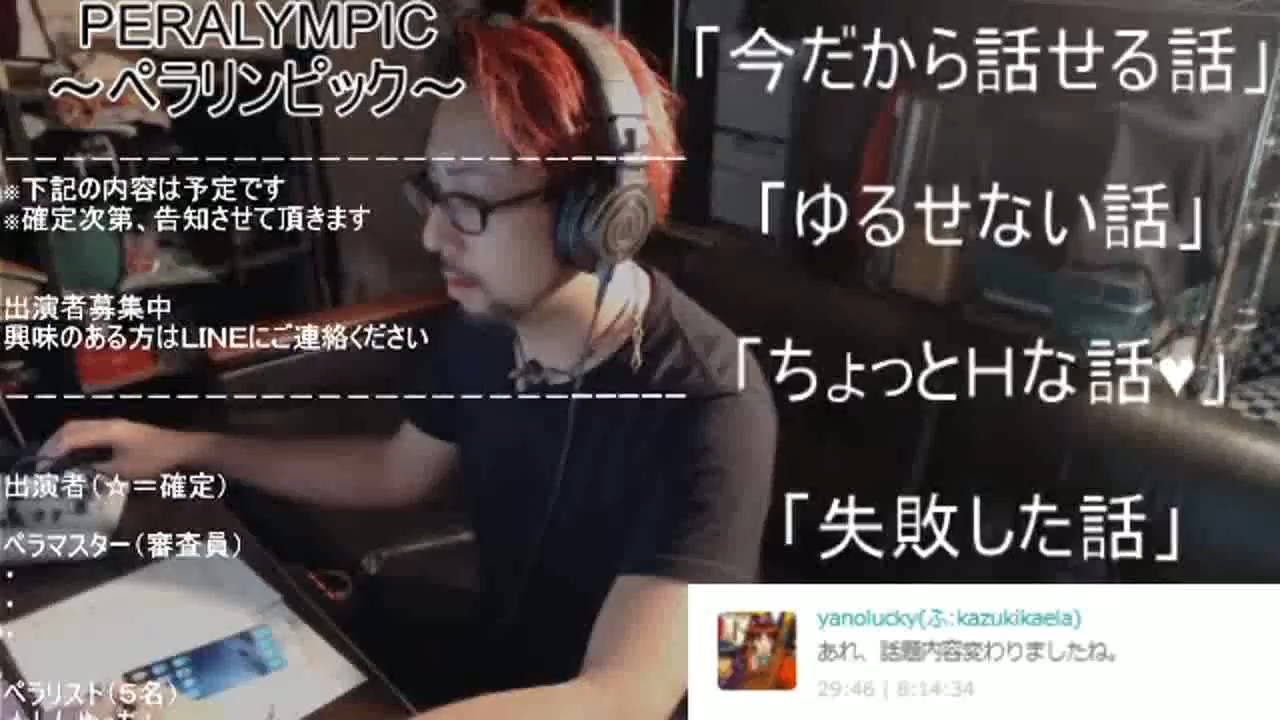 PERALYMPIC
～ペラリンピック～
※下記の内容は予定です
※確定次第、告知させて頂きます
出演者募集中
興味のある方はLINEにご連絡ください
出演者（☆＝確定）
ペラマスター（審査員）
・
・
・
ペラリスト（５名）
「今だから話せる話」
「ゆるせない話」
「ちょっとHな話♥」
「失敗した話」
yanolucky(ふ:kazukikaela)
あれ、話題内容変わりましたね。
29:46 | 8:14:34